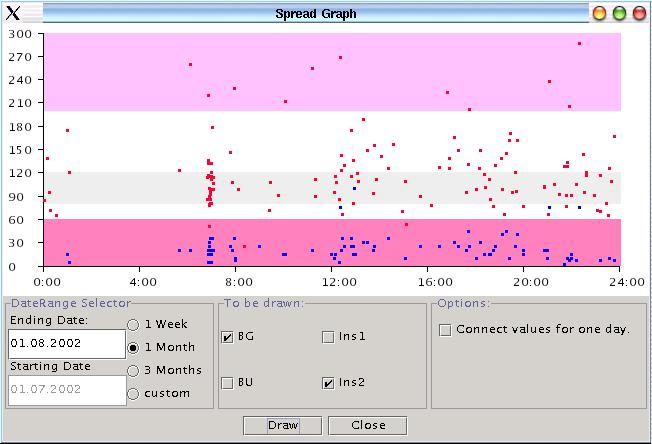 X Spread Graph
300
270
240
210
180
150
120
90
60
30
0
0:00 4:00 8:00 12:00 16:00 20:00 24:00
DateRange Selector To be drawn: Options:
Ending Date:
01.08.2002
Starting Date
01.07.2002
1 Week
1 Month
3 Months
custom
BG Ins1
BU Ins2
Connect values for one day.
Draw Close